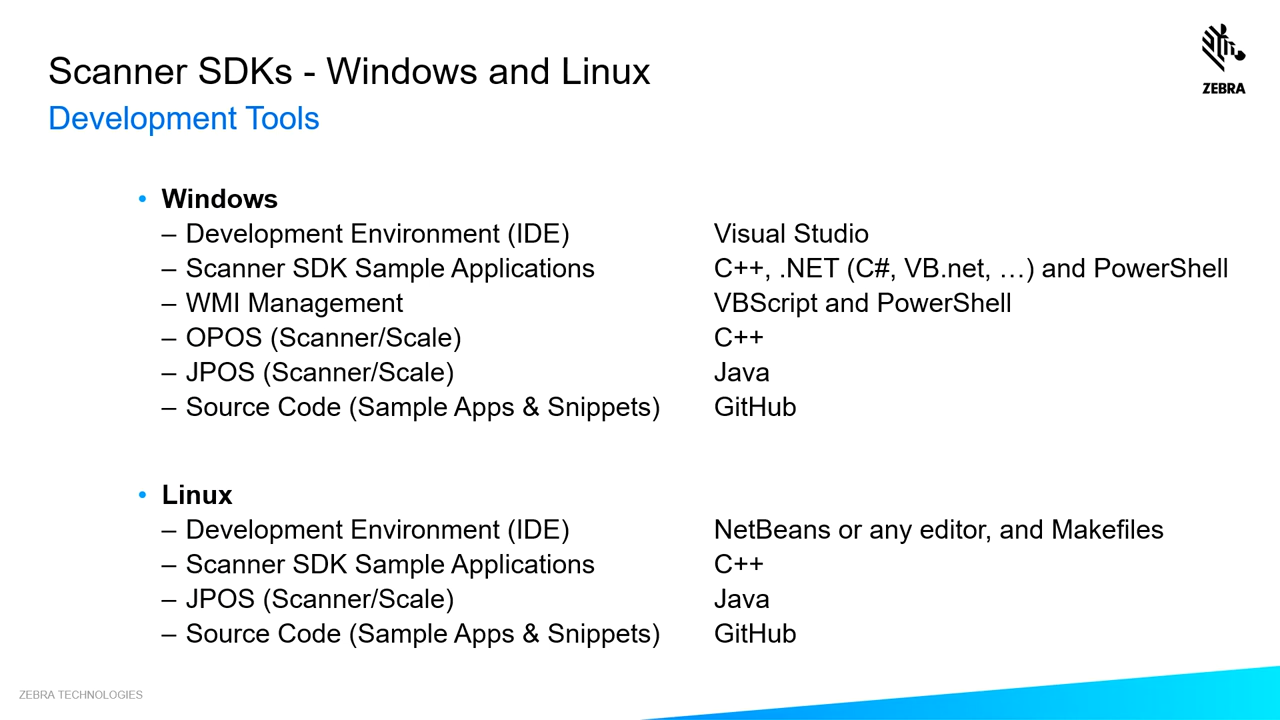 Scanner SDKs - Windows and Linux
ZEBRA
Development Tools
• Windows
– Development Environment (IDE) Visual Studio
– Scanner SDK Sample Applications C++, .NET (C#, VB.net, …) and PowerShell
– WMI Management VBScript and PowerShell
– OPOS (Scanner/Scale) C++
– JPOS (Scanner/Scale) Java
– Source Code (Sample Apps & Snippets) GitHub
• Linux
– Development Environment (IDE) NetBeans or any editor, and Makefiles
– Scanner SDK Sample Applications C++
– JPOS (Scanner/Scale) Java
– Source Code (Sample Apps & Snippets) GitHub
ZEBRA TECHNOLOGIES